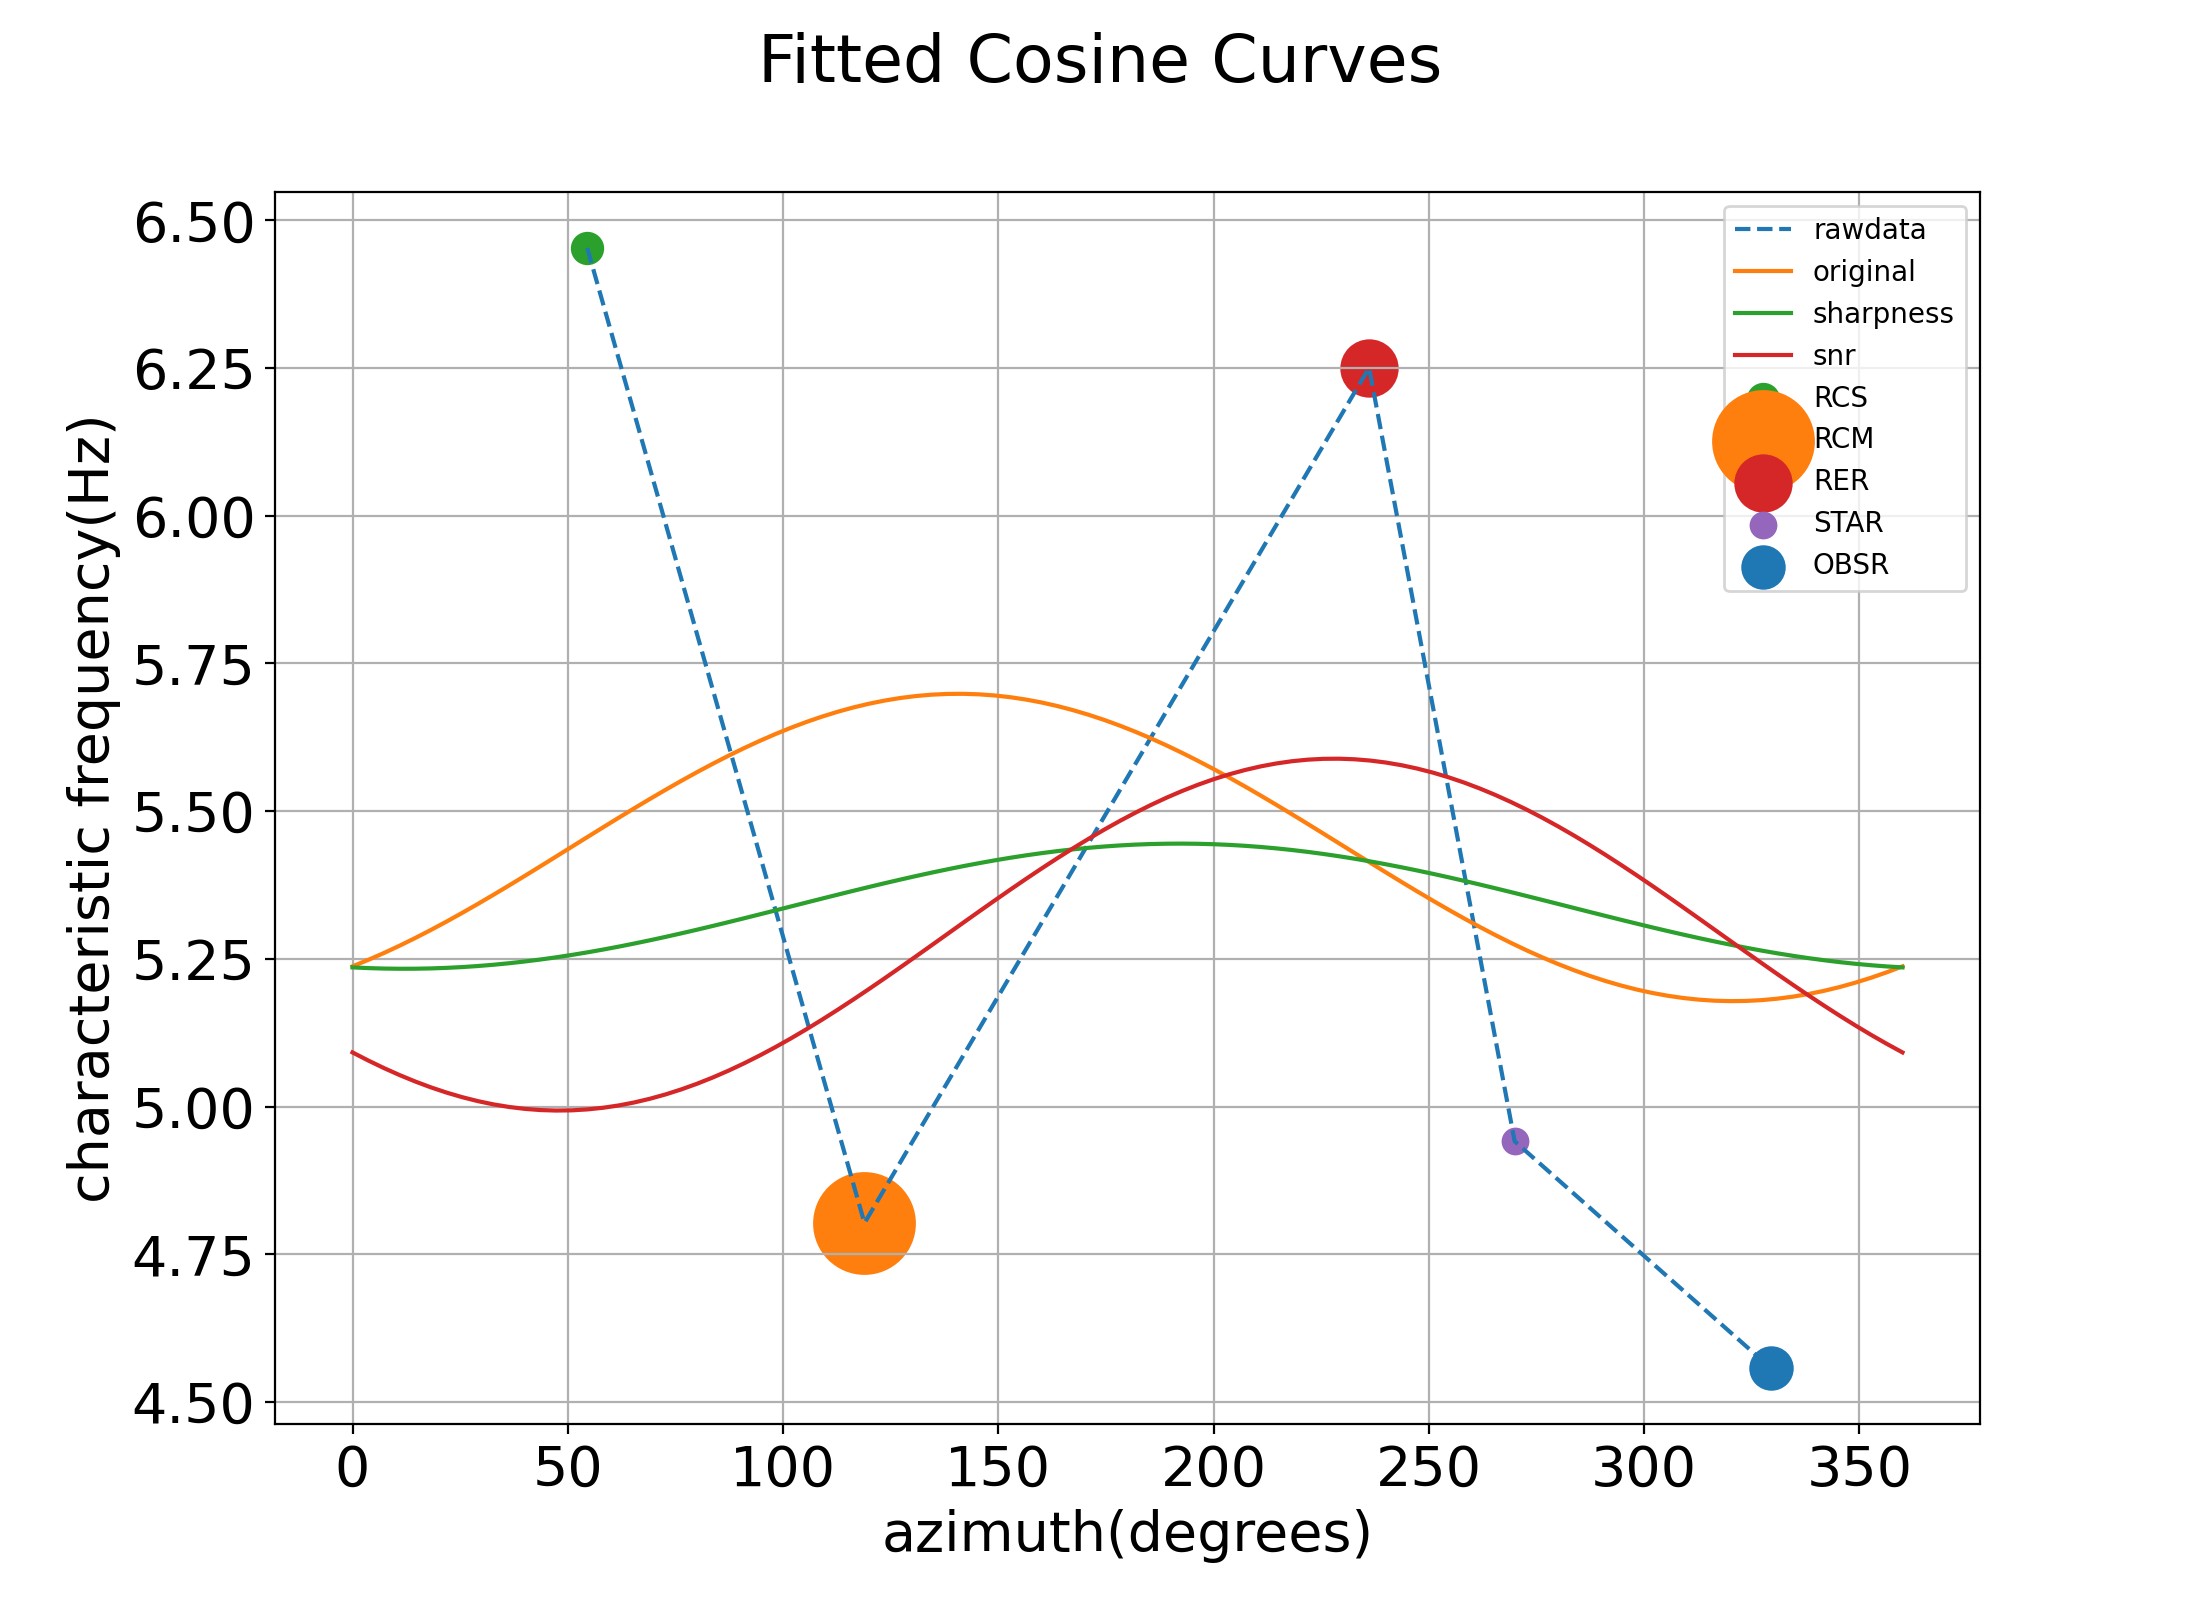 Fitted Cosine Curves
6.50
6.25
6.00
5.75
5.50
5.25
5.00
4.75
4.50
characteristic frequency(Hz)
rawdata
original
sharpness
snr
RCS
RCM
RER
STAR
OBSR
0 50 100 150 200 250 300 350
azimuth(degrees)